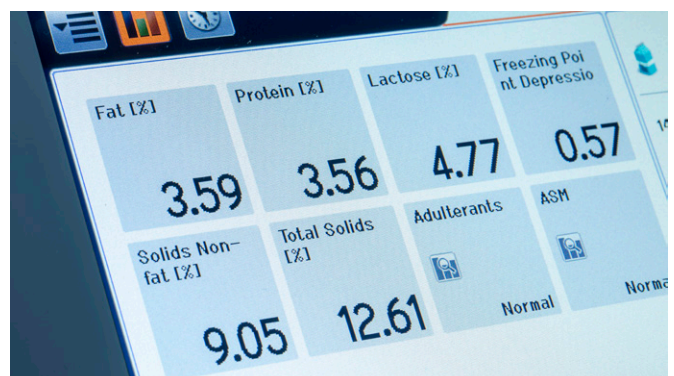 Fat [%]
3.59
Protein [%]
3.56
Lactose [%]
4.77
Freezing Poi
nt Depressio
0.57
Solids Non-
fat [%]
9.05
Total Solids
[%]
12.61
Adulterants
Normal
ASM
Norma
14